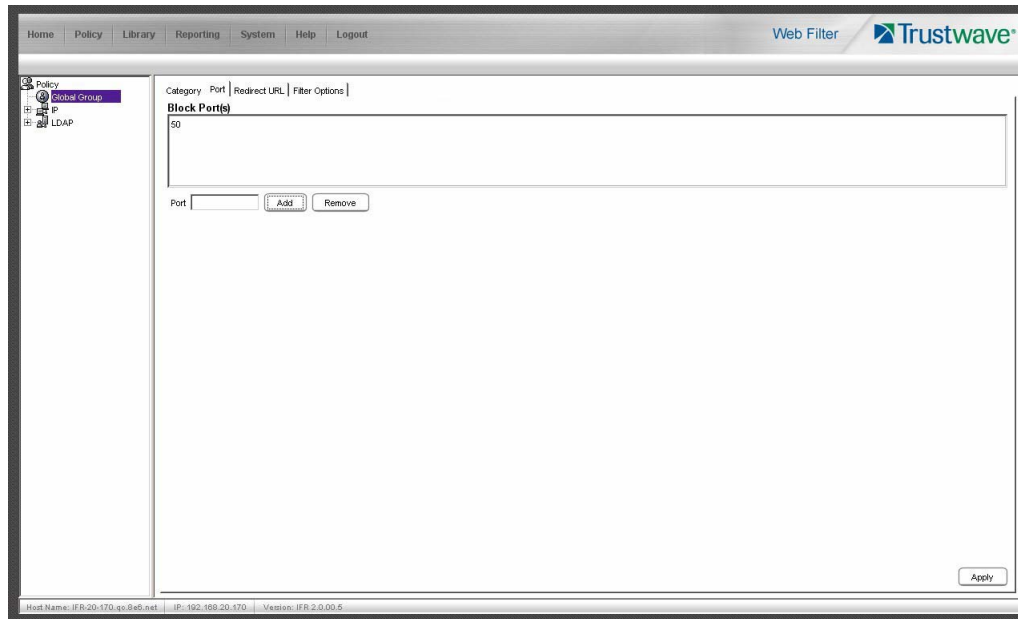 Home Policy Library Reporting System Help Logout
Web Filter
Trustwave®
Policy
Global Group
IP
LDAP
Category Port Redirect URL Filter Options
Block Port(s)
50
Port Add Remove
Apply
Host Name: IFR-20-170.qc.8e6.net IP: 192.168.20.170 Version: IFR 2.0.00.5